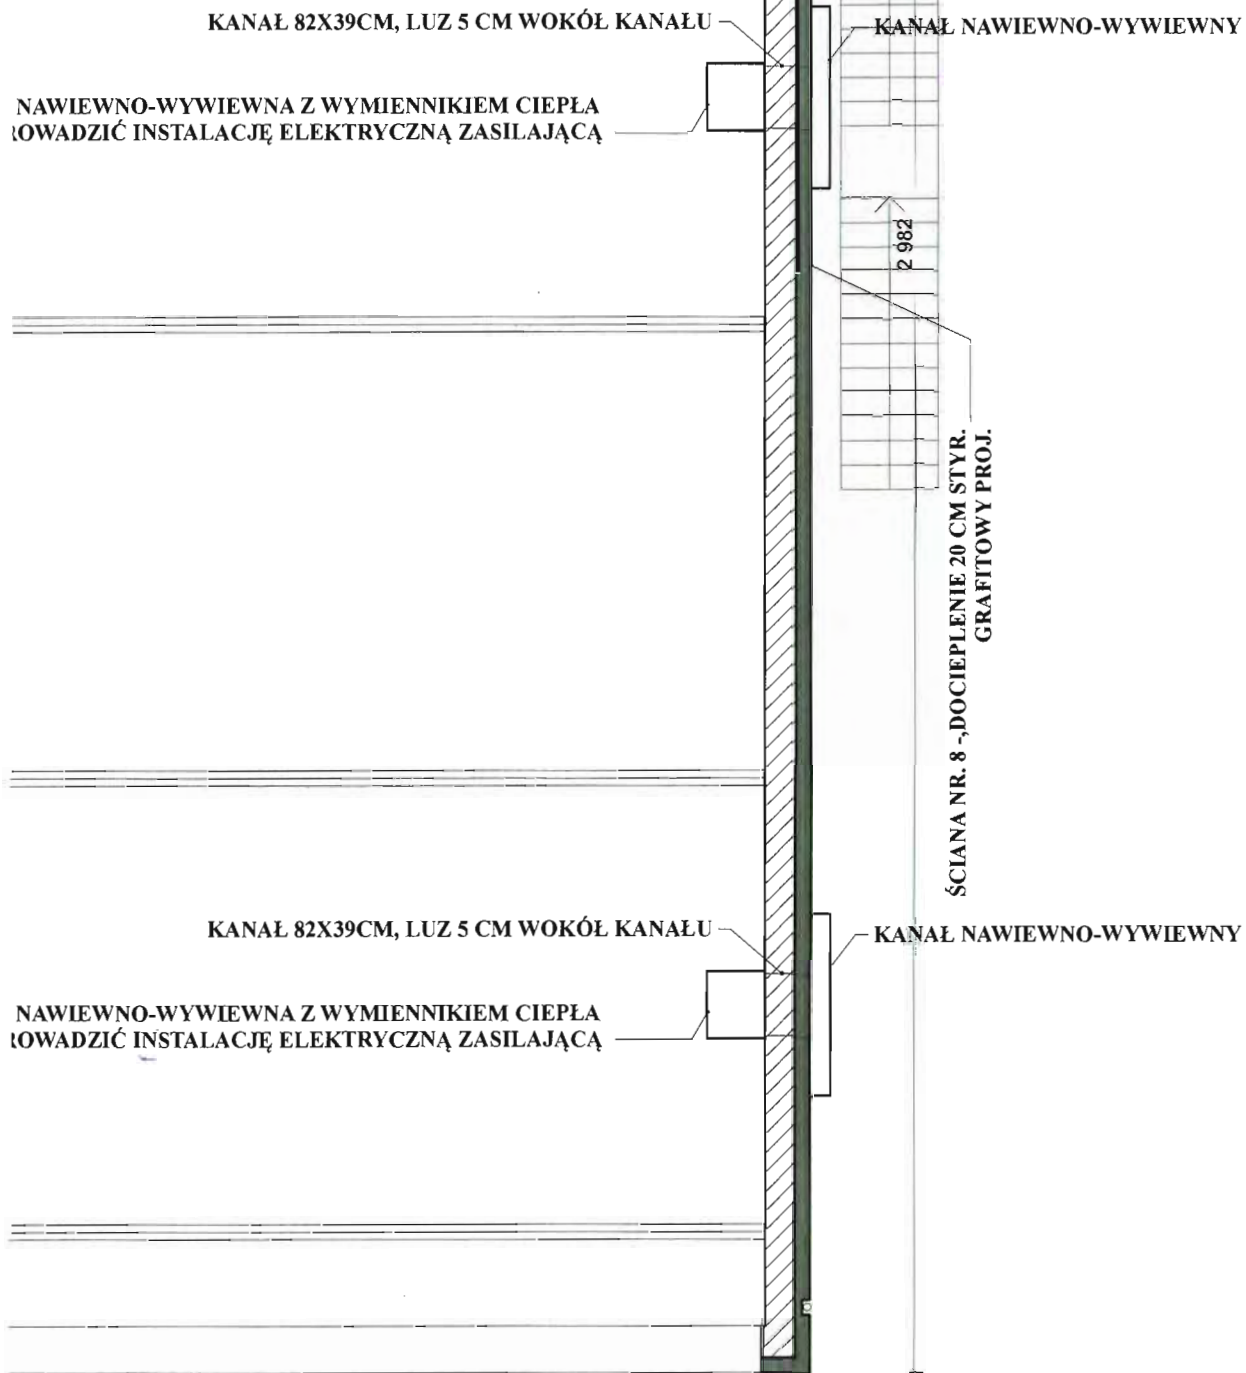 KANAŁ 82X39CM, LUZ 5 CM WOKÓŁ KANAŁU
KANAŁ NAWIEWNO-WYWIEWNY
NAWIEWNO-WYWIEWNA Z WYMIENNIKIEM CIEPŁA
ROWADZIĆ INSTALACJĘ ELEKTRYCZNĄ ZASILAJĄCĄ
2 982
ŚCIANA NR. 8 -,DOCIEPLENIE 20 CM STYR.
GRAFITOWY PROJ.
KANAŁ 82X39CM, LUZ 5 CM WOKÓŁ KANAŁU
KANAŁ NAWIEWNO-WYWIEWNY
NAWIEWNO-WYWIEWNA Z WYMIENNIKIEM CIEPŁA
ROWADZIĆ INSTALACJĘ ELEKTRYCZNĄ ZASILAJĄCĄ